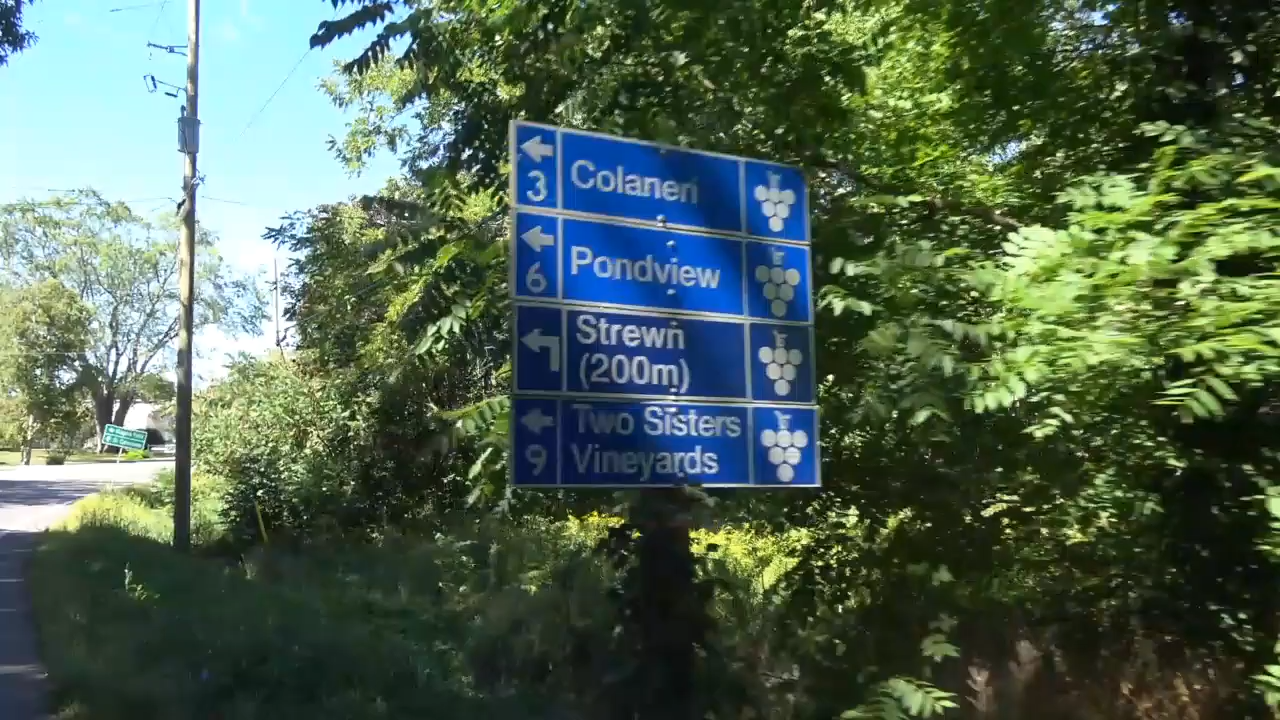 3 Colaneri
6 Pondview
Strewn
(200m)
Two Sisters
9 Vineyards